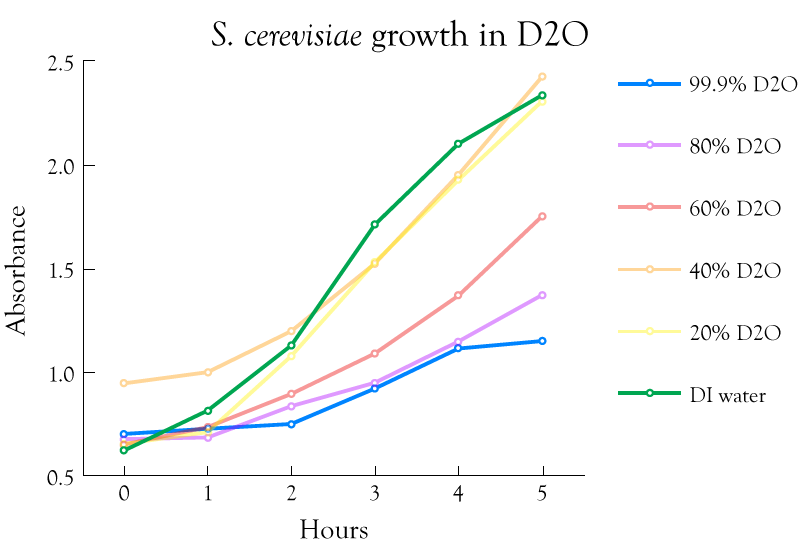 S. cerevisiae growth in D2O
2.5
2.0
1.5
1.0
0.5
Absorbance
0 1 2 3 4 5
Hours
99.9% D2O
80% D2O
60% D2O
40% D2O
20% D2O
DI water